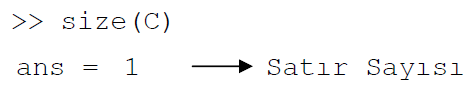 >> size(C)
ans = 1 → Satır Sayısı